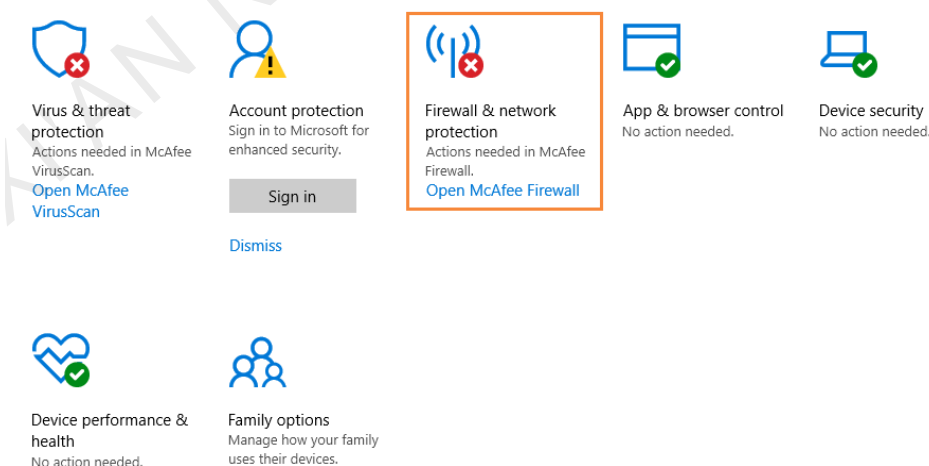 Virus & threat
protection
Actions needed in McAfee
VirusScan.
Open McAfee
VirusScan
Account protection
Sign in to Microsoft for
enhanced security.
Sign in
Dismiss
Firewall & network
protection
Actions needed in McAfee
Firewall.
Open McAfee Firewall
App & browser control
No action needed.
Device security
No action needed.
Device performance &
health
No action needed.
Family options
Manage how your family
uses their devices.